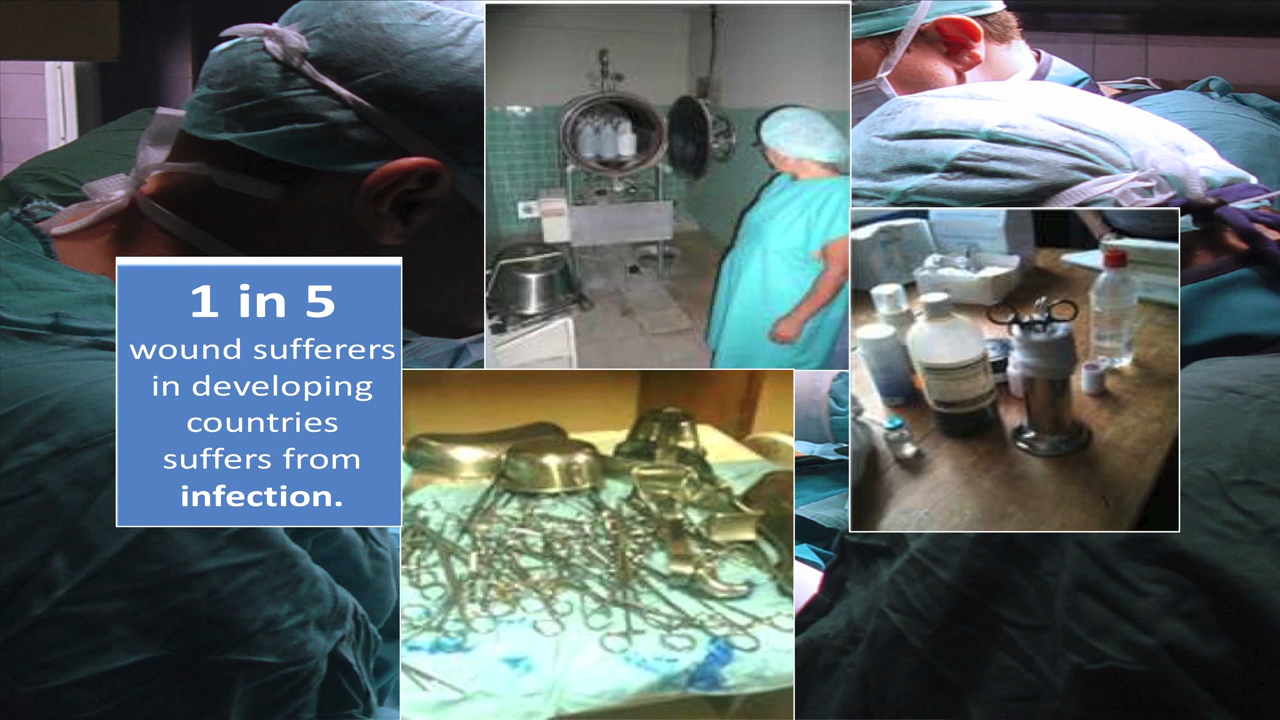 1 in 5
wound sufferers
in developing
countries
suffers from
infection.